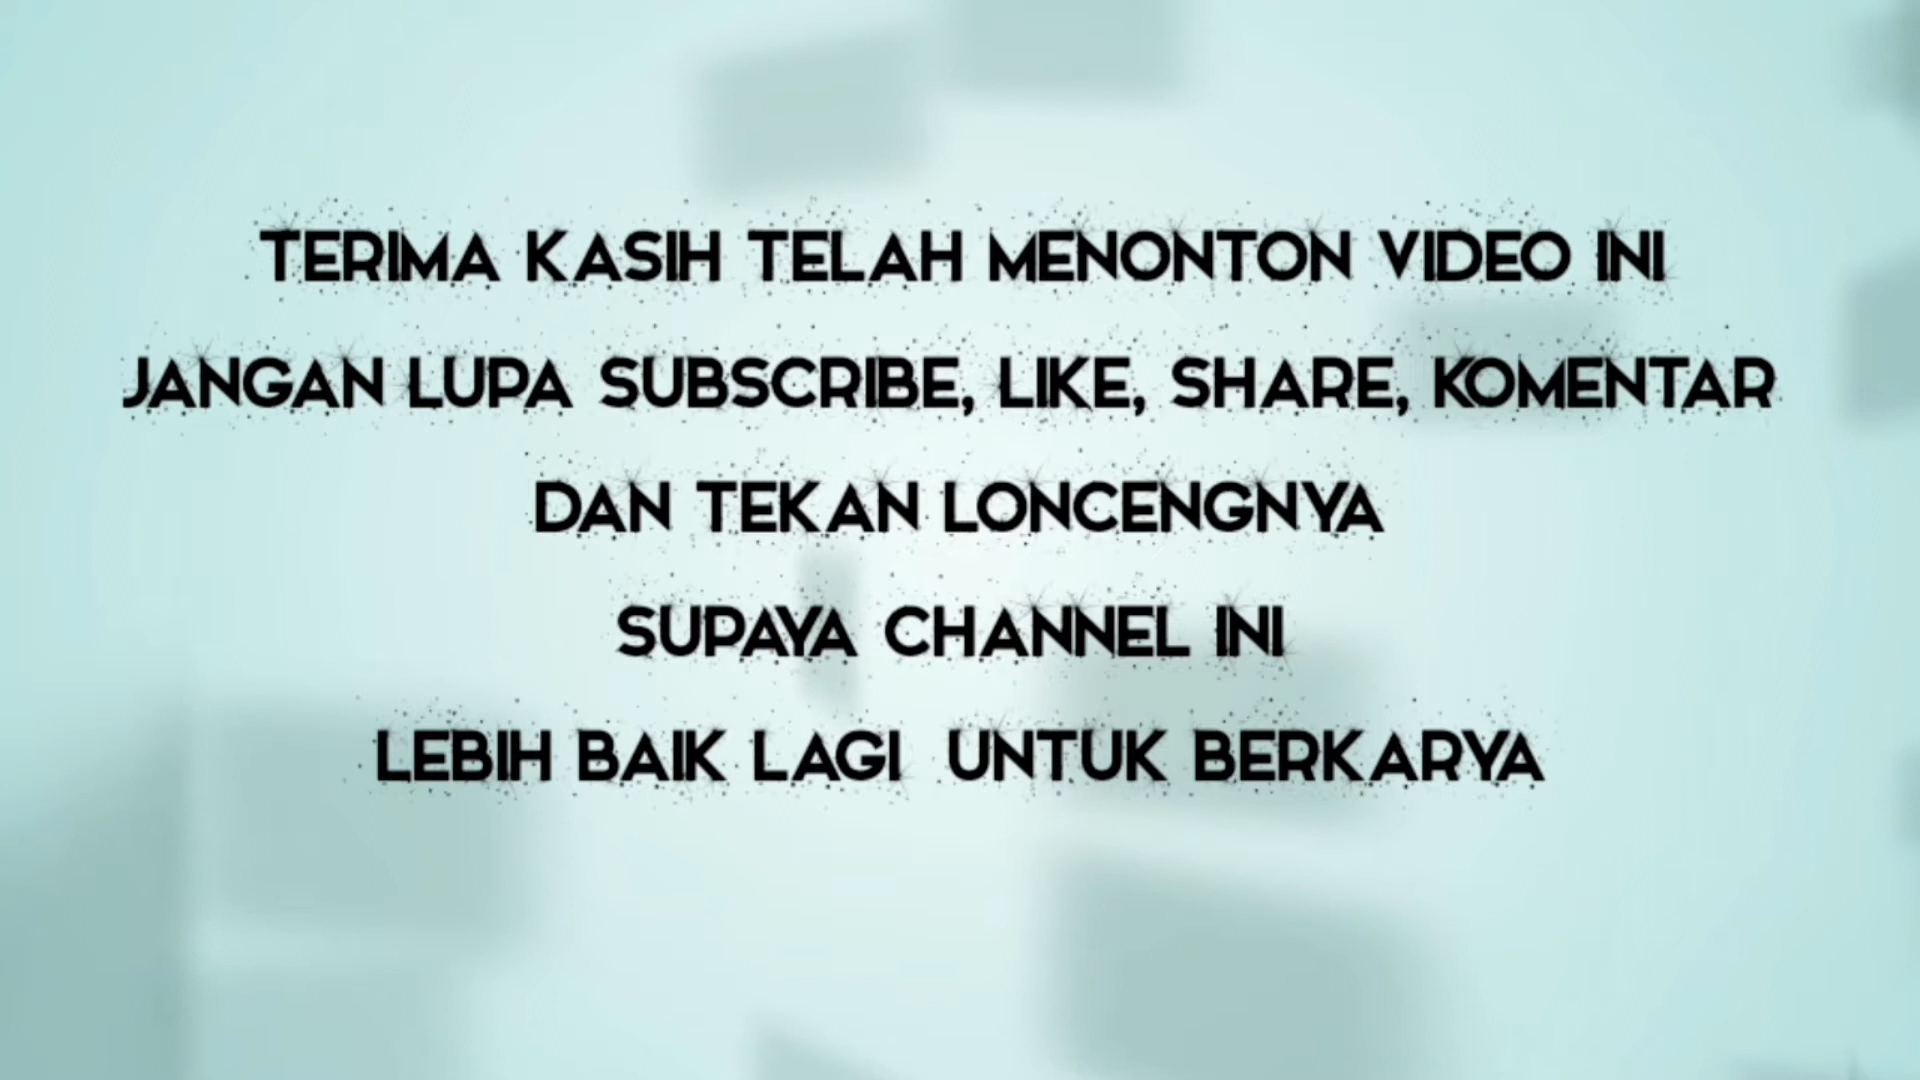 TERIMA KASIH TELAH MENONTON VIDEO INI
JANGAN LUPA SUBSCRIBE, LIKE, SHARE, KOMENTAR
DAN TEKAN LONCENGNYA
SUPAYA CHANNEL INI
LEBIH BAIK LAGI  UNTUK BERKARYA